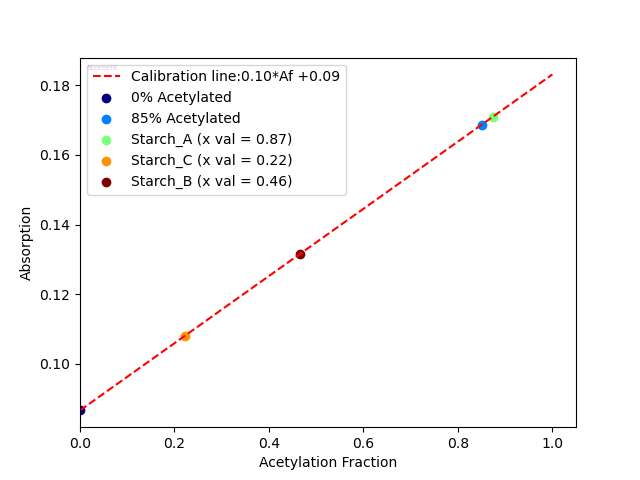 0.18
0.16
0.14
0.12
0.10
Absorption
Calibration line:0.10*Af +0.09
0% Acetylated
85% Acetylated
Starch_A (x val = 0.87)
Starch_C (x val = 0.22)
Starch_B (x val = 0.46)
0.0
0.2
0.4
0.6
0.8
1.0
Acetylation Fraction